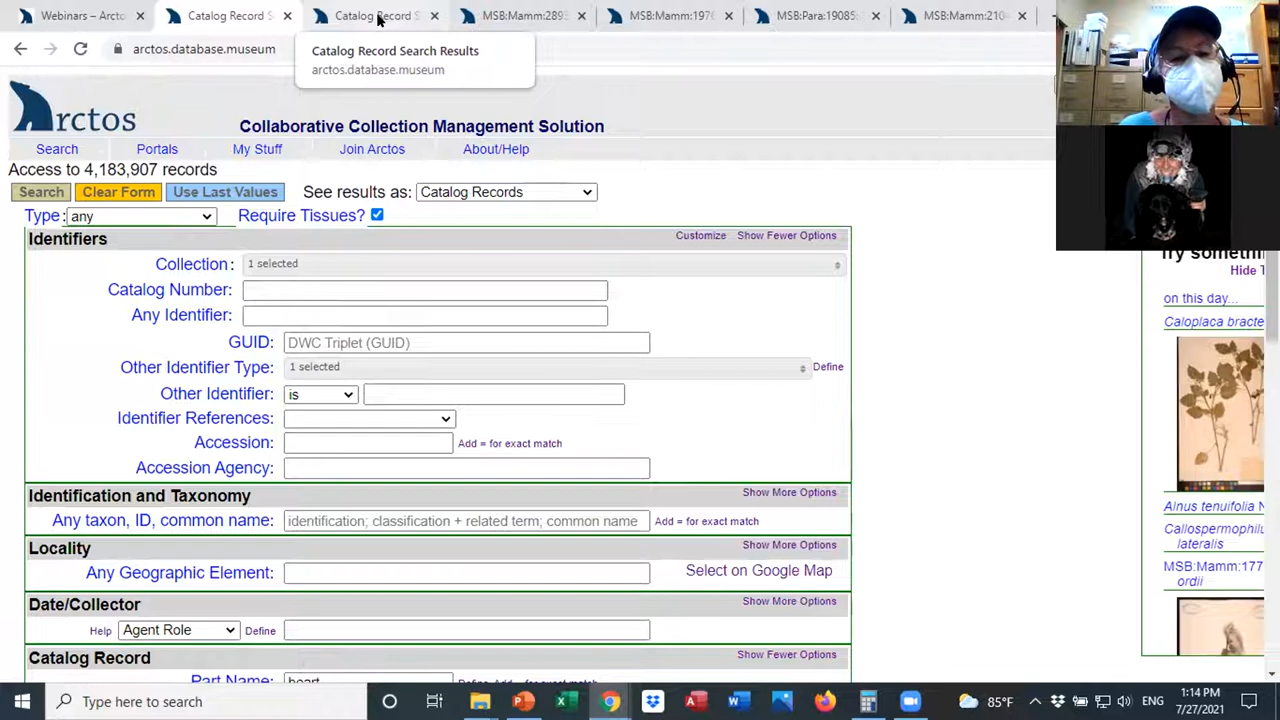 Webinars – Arcto
Catalog Record S
Catalog Record S
MSB:Mamm:289
MSB:Mamm:1976
MSB:Para:19085:
MSB:Mamm:2104
arctos.database.museum
Catalog Record Search Results
arctos.database.museum
Arctos
Collaborative Collection Management Solution
Search Portals My Stuff Join Arctos About/Help
Access to 4,183,907 records
Search Clear Form Use Last Values See results as: Catalog Records
Type: any Require Tissues?
Identifiers Customize Show Fewer Options
Collection: 1 selected
Catalog Number:
Any Identifier:
GUID: DWC Triplet (GUID)
Other Identifier Type: 1 selected Define
Other Identifier: is
Identifier References:
Accession: Add = for exact match
Accession Agency:
Identification and Taxonomy Show More Options
Any taxon, ID, common name: identification; classification + related term; common name Add = for exact match
Locality Show More Options
Any Geographic Element: Select on Google Map
Date/Collector Show More Options
Help Agent Role Define
Catalog Record Show Fewer Options
Part Name: heart
Try somethin
Hide T
on this day...
Caloplaca bracte
Alnus tenuifolia N
Callospermophil
lateralis
MSB:Mamm:177
ordii
Type here to search
85°F ENG 1:14 PM
7/27/2021